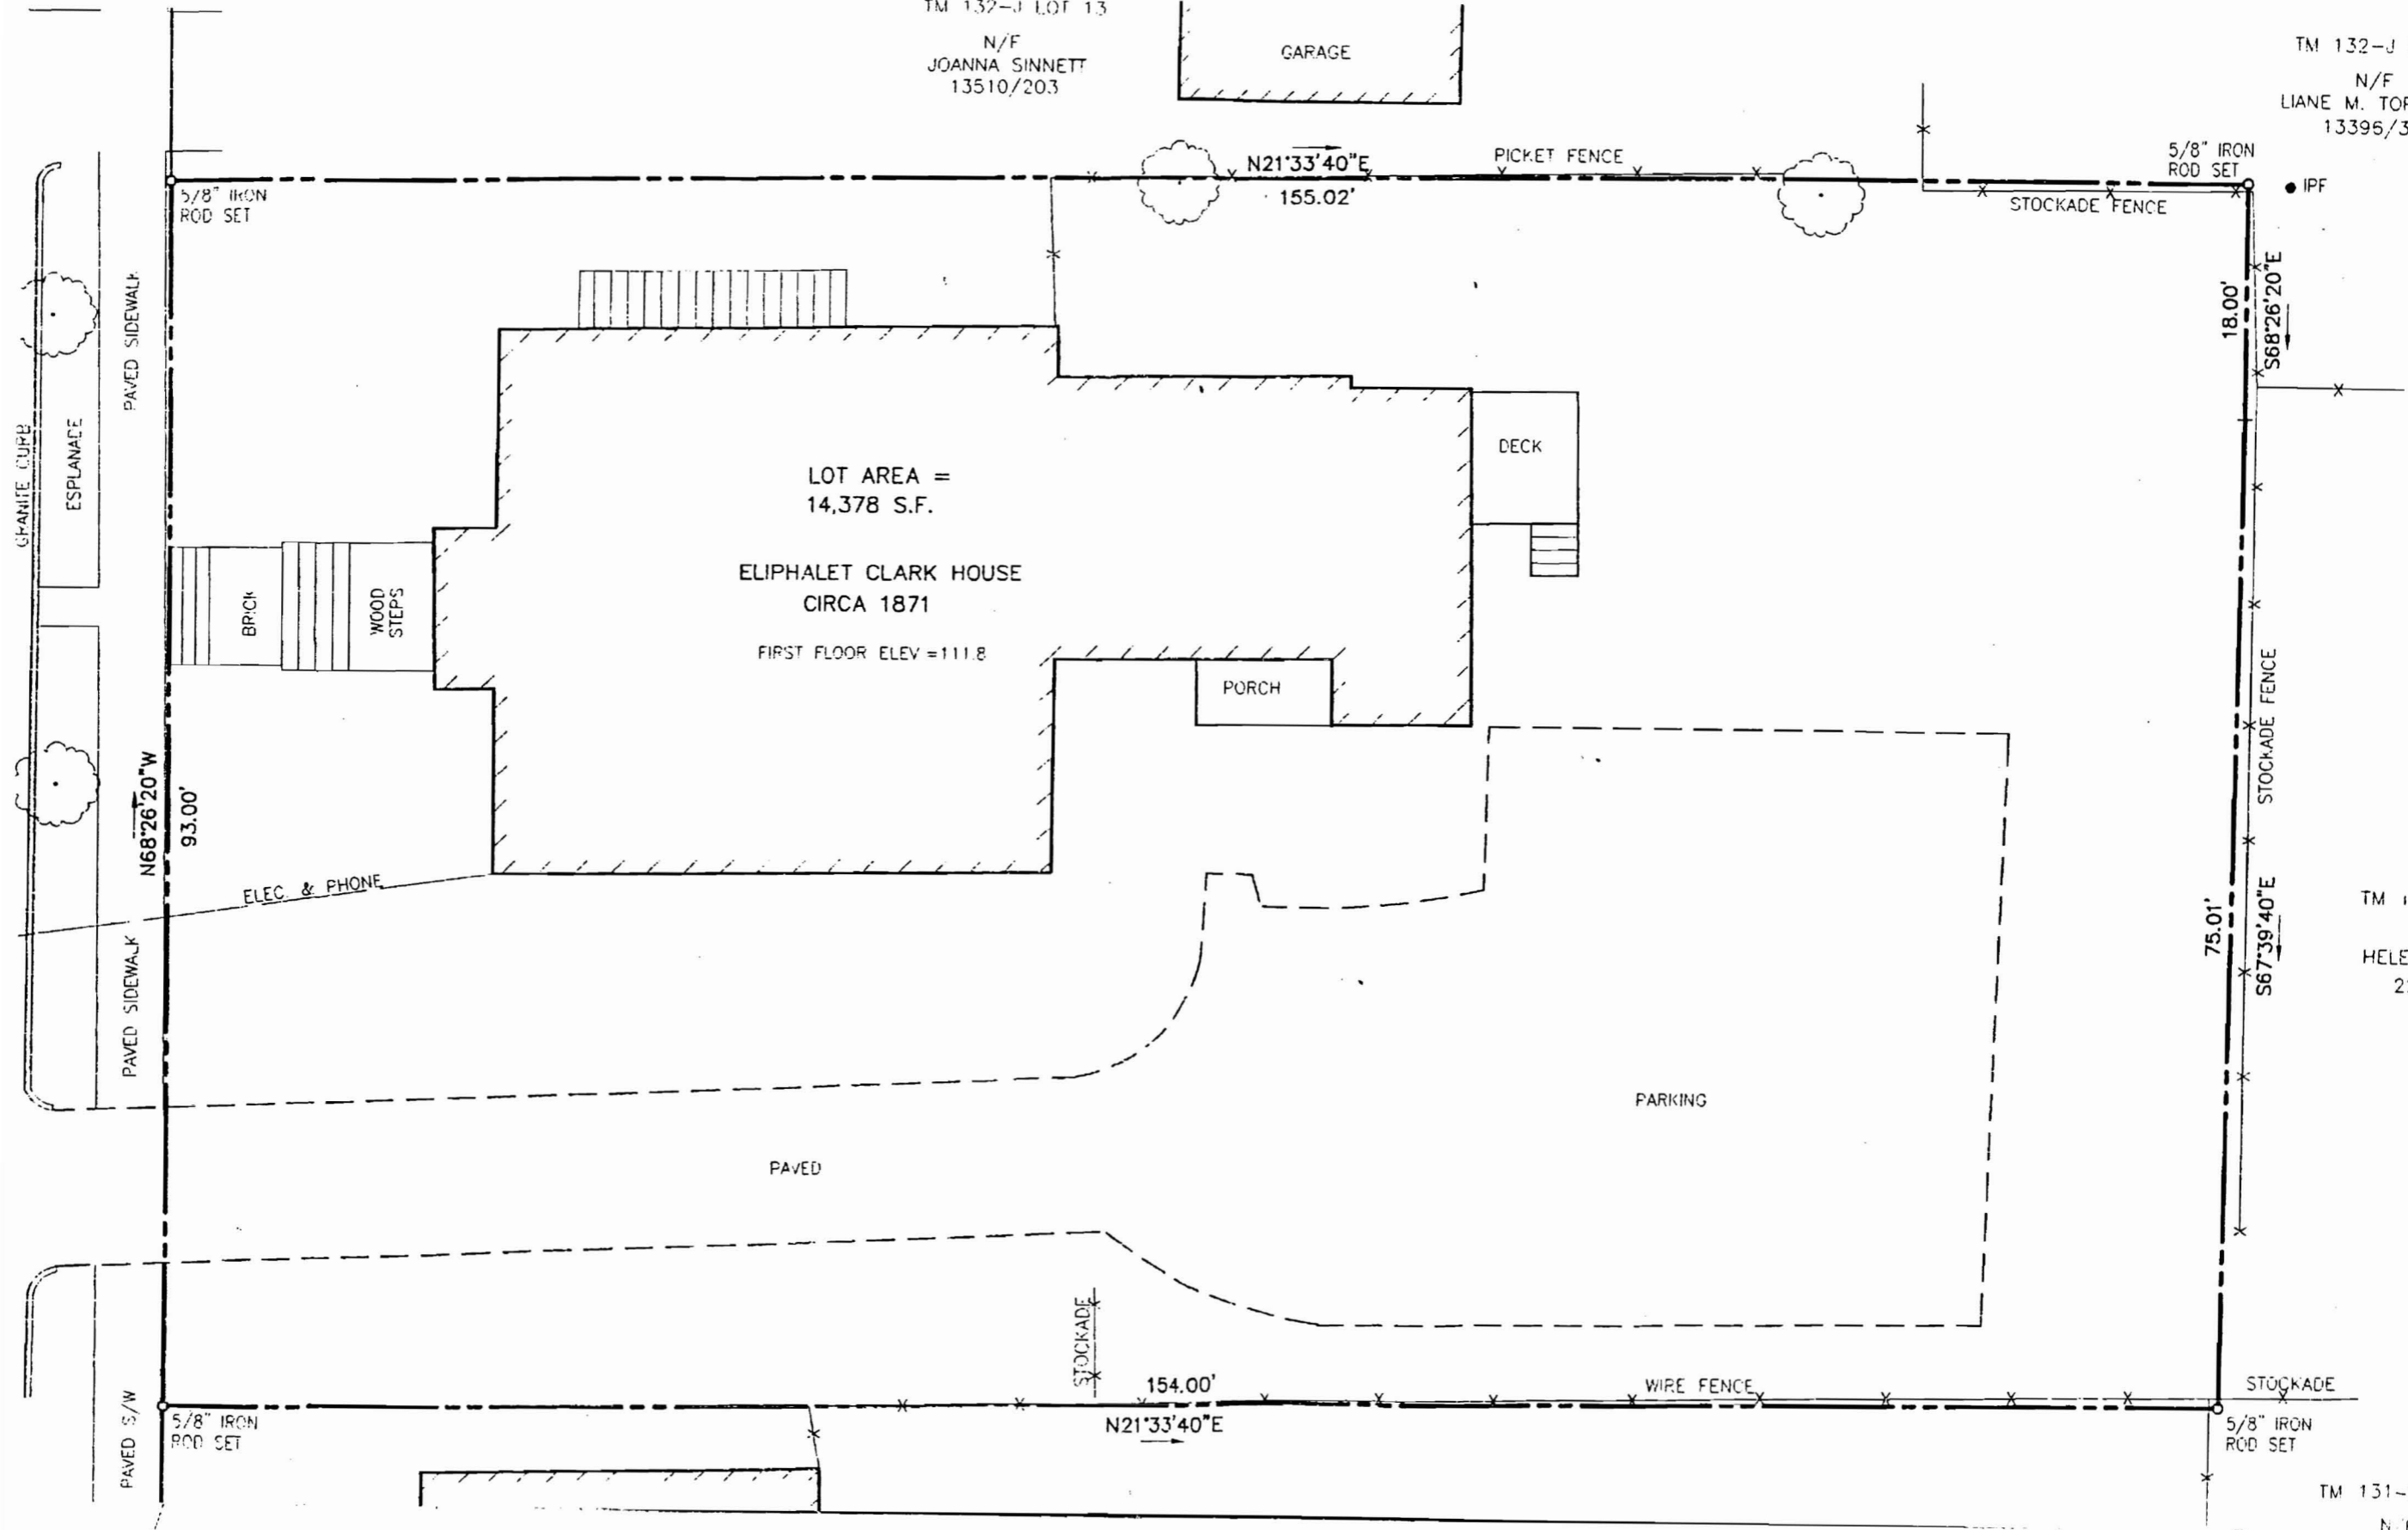 TM 132-J LOT 13
N/F
JOANNA SINNETT
13510/203
GARAGE
TM 132-J
N/F
LIANE M.
13395/3
5/8" IRON
ROD SET
N21°33'40"E
155.02'
PICKET FENCE
5/8" IRON
ROD SET
IPF
STOCKADE FENCE
18.00'
S68°26'20"E
GRANITE CURB
ESPLANADE
PAVED SIDEWALK
LOT AREA =
14,378 S.F.
ELIPHALET CLARK HOUSE
CIRCA 1871
FIRST FLOOR ELEV =111.8
DECK
BRICK
WOOD
STEPS
PORCH
STOCKADE FENCE
N68°26'20"W
93.00'
ELEC. & PHONE
75.01'
S67°39'40"E
TM
PAVED SIDEWALK
PARKING
PAVED
STOCKADE
154.00'
N21°33'40"E
WIRE FENCE
STOCKADE
PAVED S/W
5/8" IRON
ROD SET
5/8" IRON
ROD SET
TM 131-